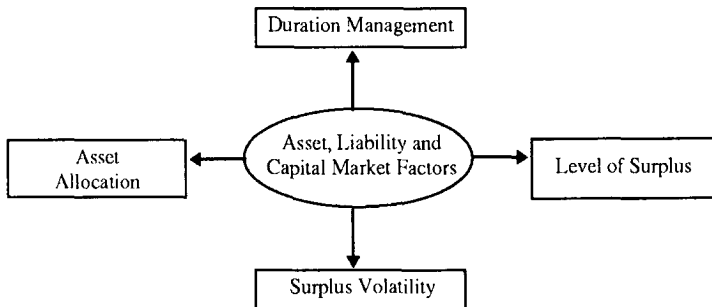 Duration Management
Asset, Liability and
Capital Market Factors
Asset
Allocation
Level of Surplus
Surplus Volatility